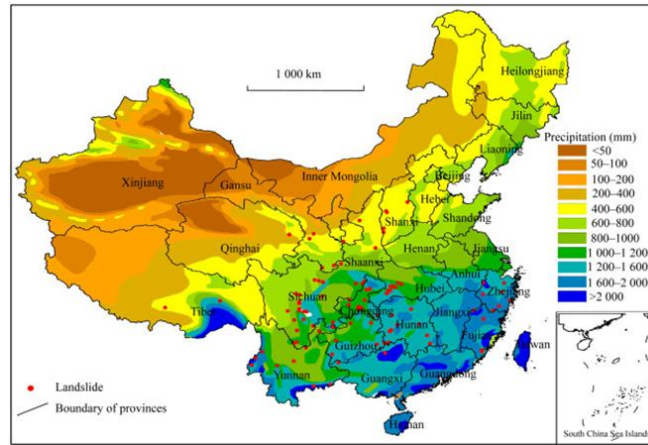 1 000 km
Heilongjiang
Jilin
Liaoning
Precipitation (mm)
<50
50–100
100–200
200–400
400–600
600–800
800–1000
1 000–1 200
1 200–1 600
1 600–2 000
>2 000
Xinjiang
Gansu
Inner Mongolia
Beijing
Hebei
Shanxi
Shandong
Qinghai
Shaanxi
Henan
Jiangsu
Tibet
Sichuan
Chongqing
Hubei
Anhui
Zhejiang
Hunan
Jiangxi
Guizhou
Fujian
Taiwan
Yunnan
Guangxi
Guangdong
Hainan
Landslide
Boundary of provinces
South China Sea Islands